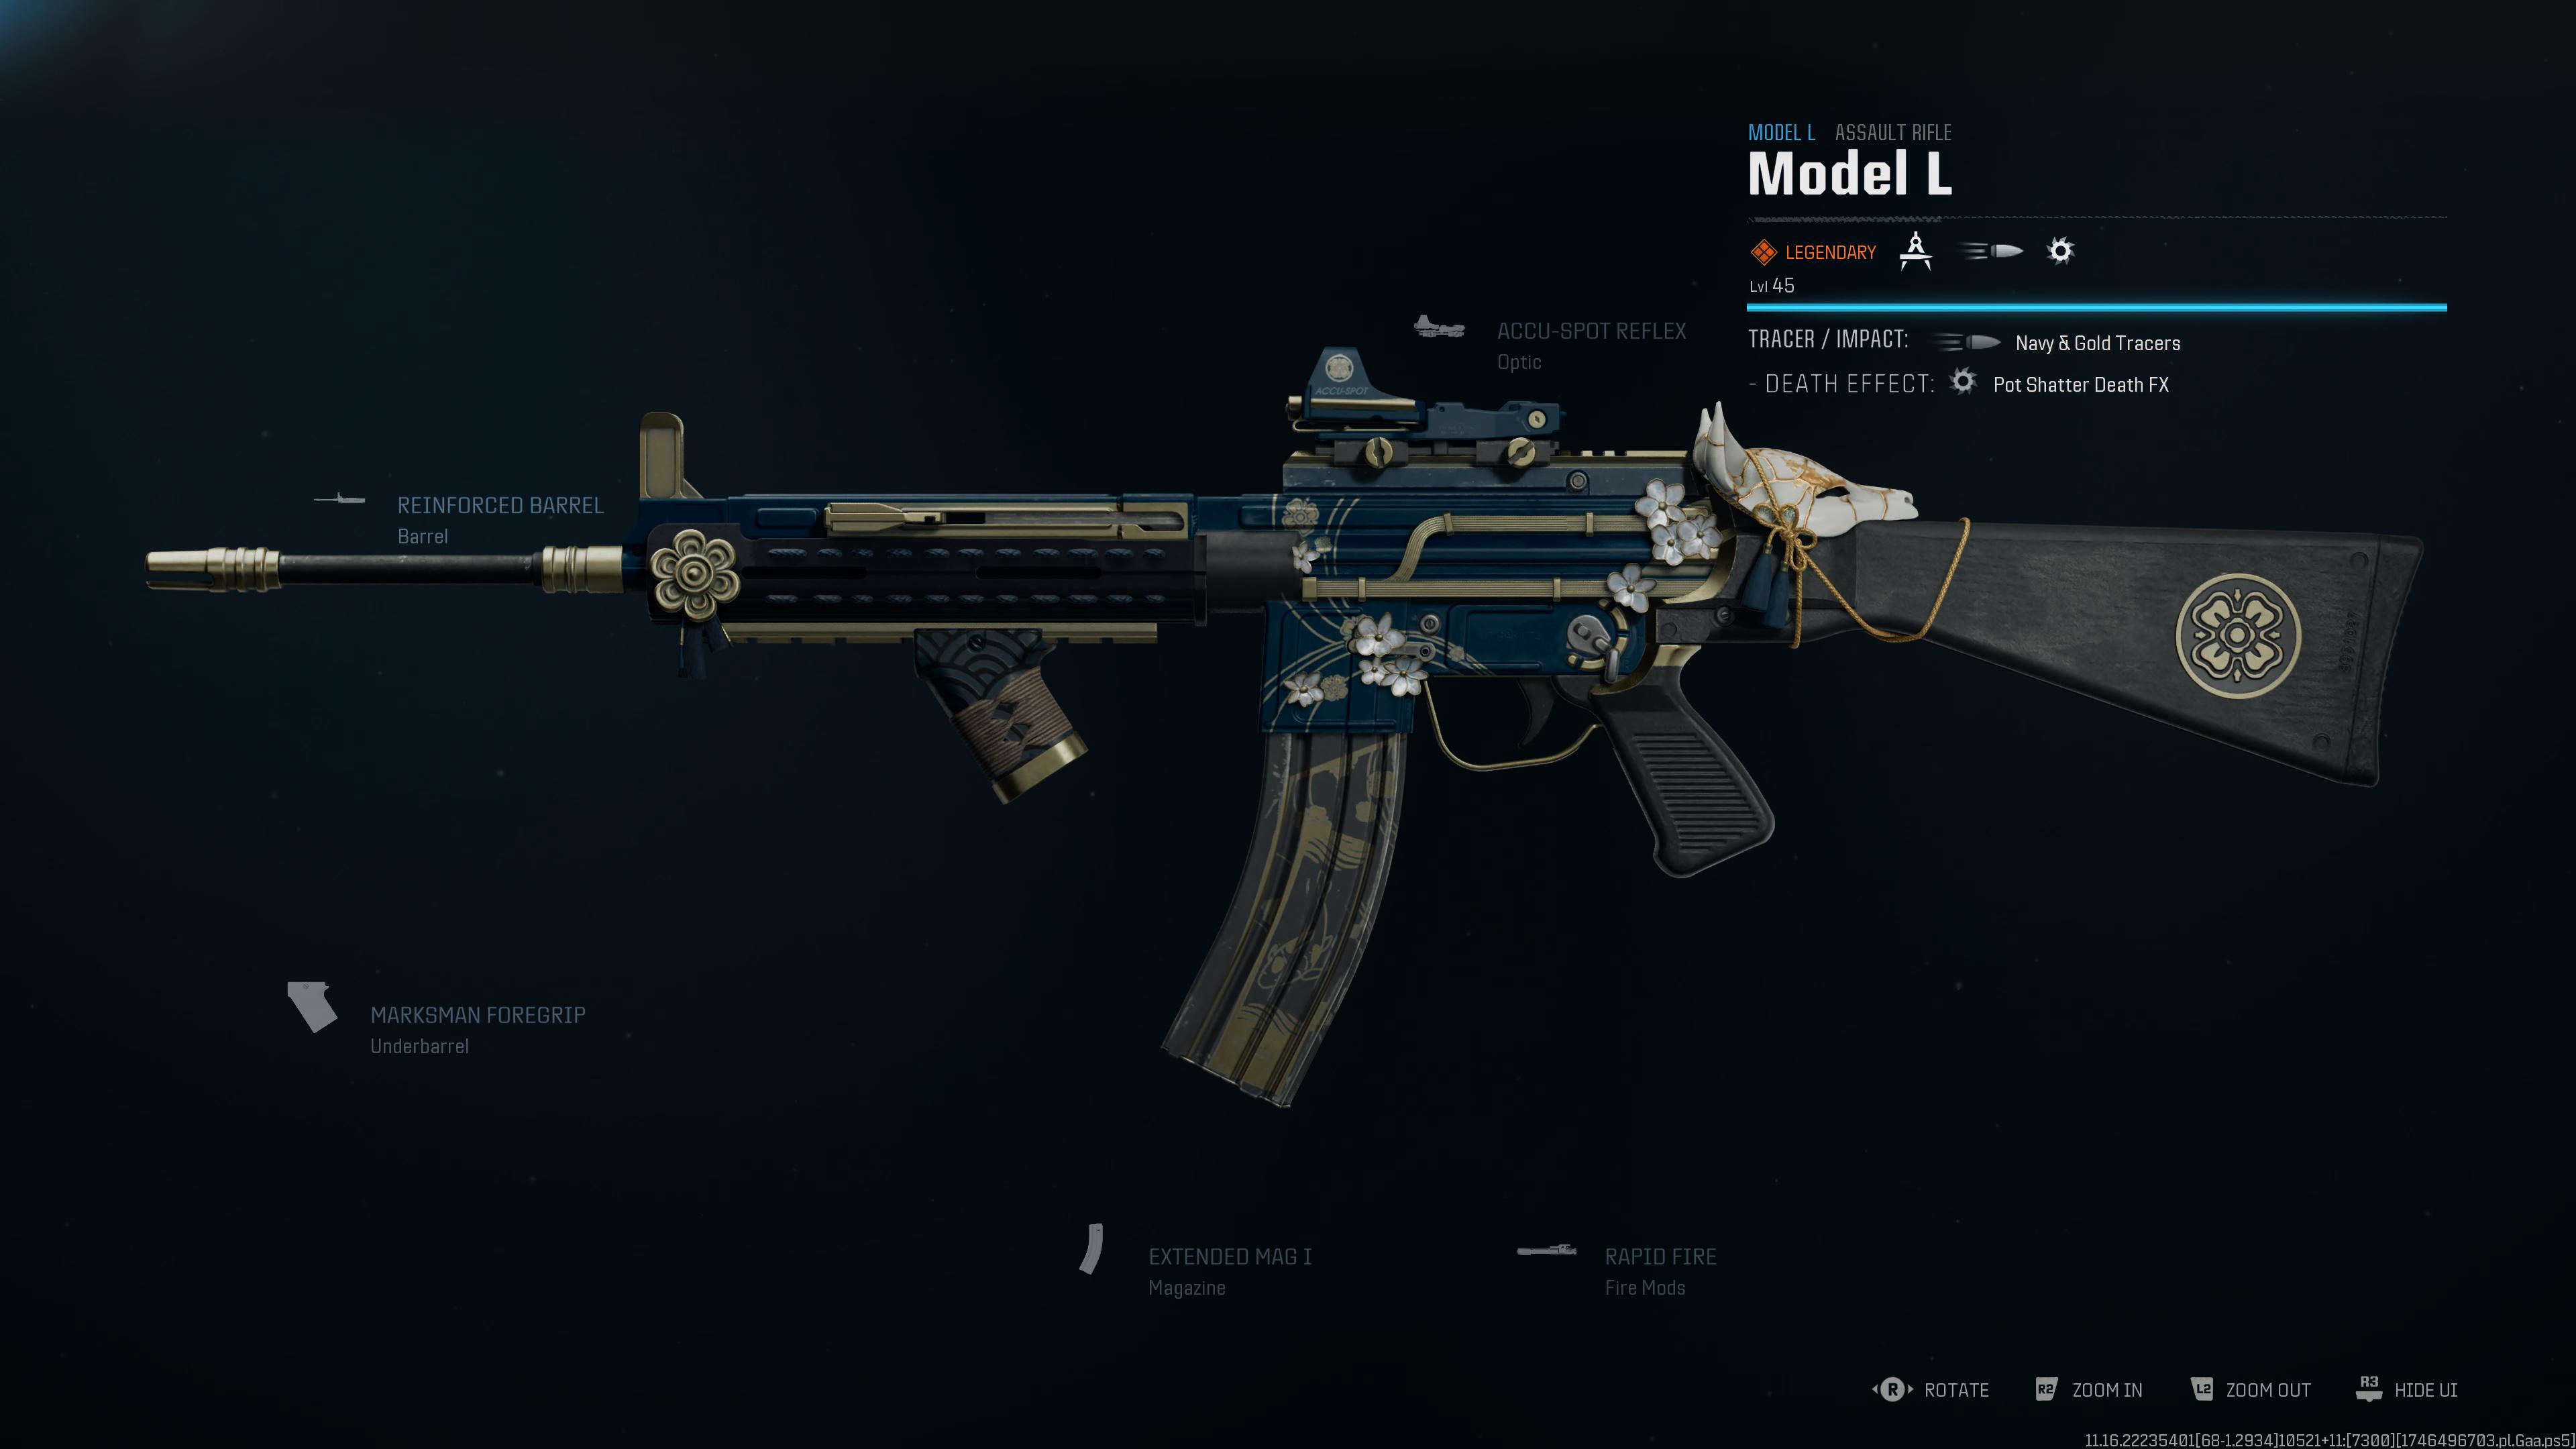 MODEL L ASSAULT RIFLE
Model L
LEGENDARY
Lvl 45
TRACER / IMPACT: Navy & Gold Tracers
- DEATH EFFECT: Pot Shatter Death FX
ACCU-SPOT REFLEX
Optic
ACCU-SPOT
REINFORCED BARREL
Barrel
MARKSMAN FOREGRIP
Underbarrel
EXTENDED MAG I
Magazine
RAPID FIRE
Fire Mods
R ROTATE R2 ZOOM IN L2 ZOOM OUT R3 HIDE UI
11.16.22235401[68-1.2934]10521+11:[7300][1746496703.pl.Gaa.ps5]